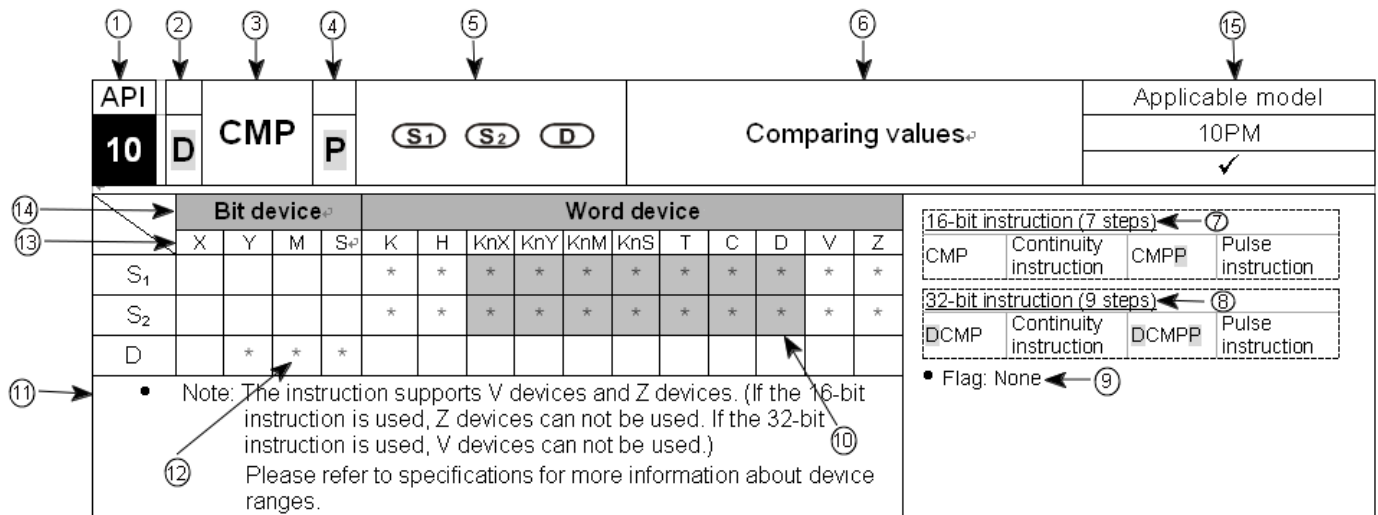 ① ② ③ ④ ⑤ ⑥ ⑮
API
10 D CMP P S1 S2 D Comparing values
Applicable model
10PM
✓
⑭ Bit device Word device
⑬ X Y M S K H KnX KnY KnM KnS T C D V Z
S₁ * * * * * * * * * * *
S₂ * * * * * * * * * * *
D * * *
⑪ • Note: The instruction supports V devices and Z devices. (If the 16-bit
instruction is used, Z devices can not be used. If the 32-bit
instruction is used, V devices can not be used.)
⑩
⑫ Please refer to specifications for more information about device
ranges.
16-bit instruction (7 steps) ⑦
CMP Continuity instruction CMPP Pulse instruction
32-bit instruction (9 steps) ⑧
DCMP Continuity instruction DCMPP Pulse instruction
• Flag: None ⑨